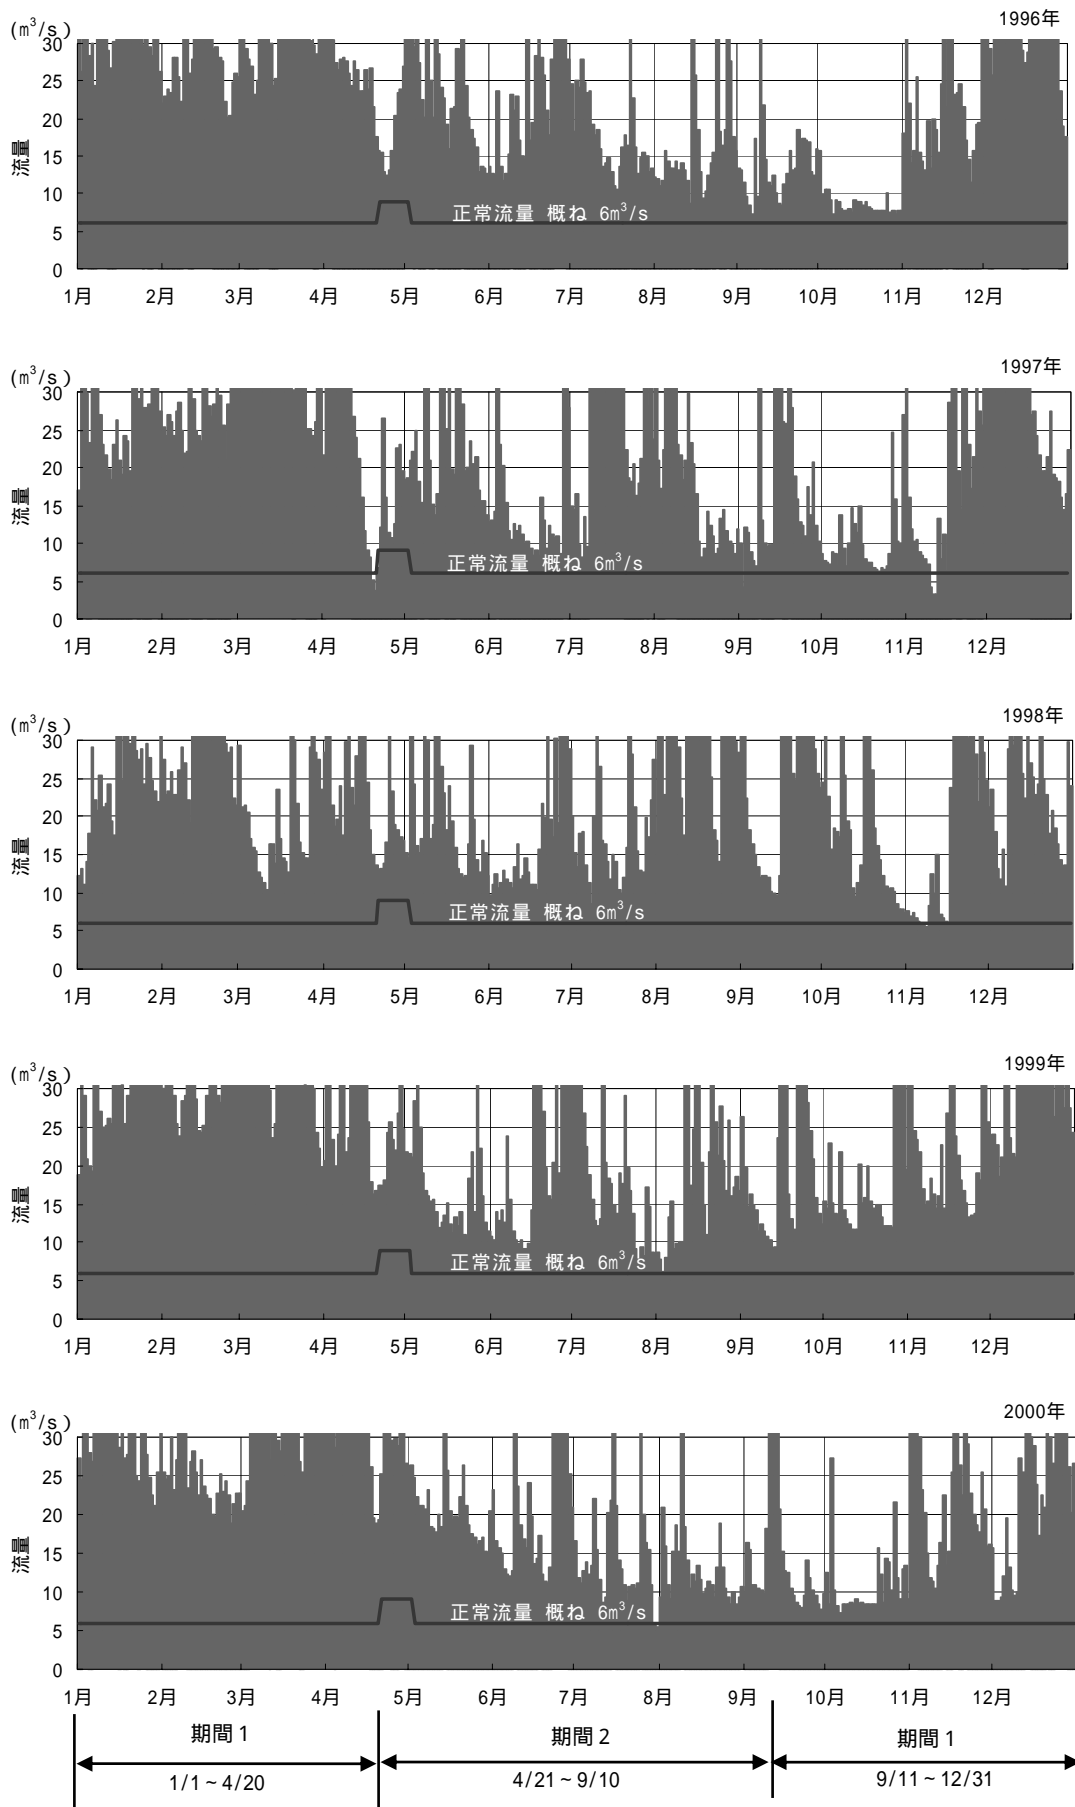 1996年
(m³/s)
30
25
20
15
10
5
0
流量
正常流量 概ね 6m³/s
1月 2月 3月 4月 5月 6月 7月 8月 9月 10月 11月 12月
1997年
(m³/s)
30
25
20
15
10
5
0
流量
正常流量 概ね 6m³/s
1月 2月 3月 4月 5月 6月 7月 8月 9月 10月 11月 12月
1998年
(m³/s)
30
25
20
15
10
5
0
流量
正常流量 概ね 6m³/s
1月 2月 3月 4月 5月 6月 7月 8月 9月 10月 11月 12月
1999年
(m³/s)
30
25
20
15
10
5
0
流量
正常流量 概ね 6m³/s
1月 2月 3月 4月 5月 6月 7月 8月 9月 10月 11月 12月
2000年
(m³/s)
30
25
20
15
10
5
0
流量
正常流量 概ね 6m³/s
1月 2月 3月 4月 5月 6月 7月 8月 9月 10月 11月 12月
期間1 期間2 期間1
1/1~4/20 4/21~9/10 9/11~12/31